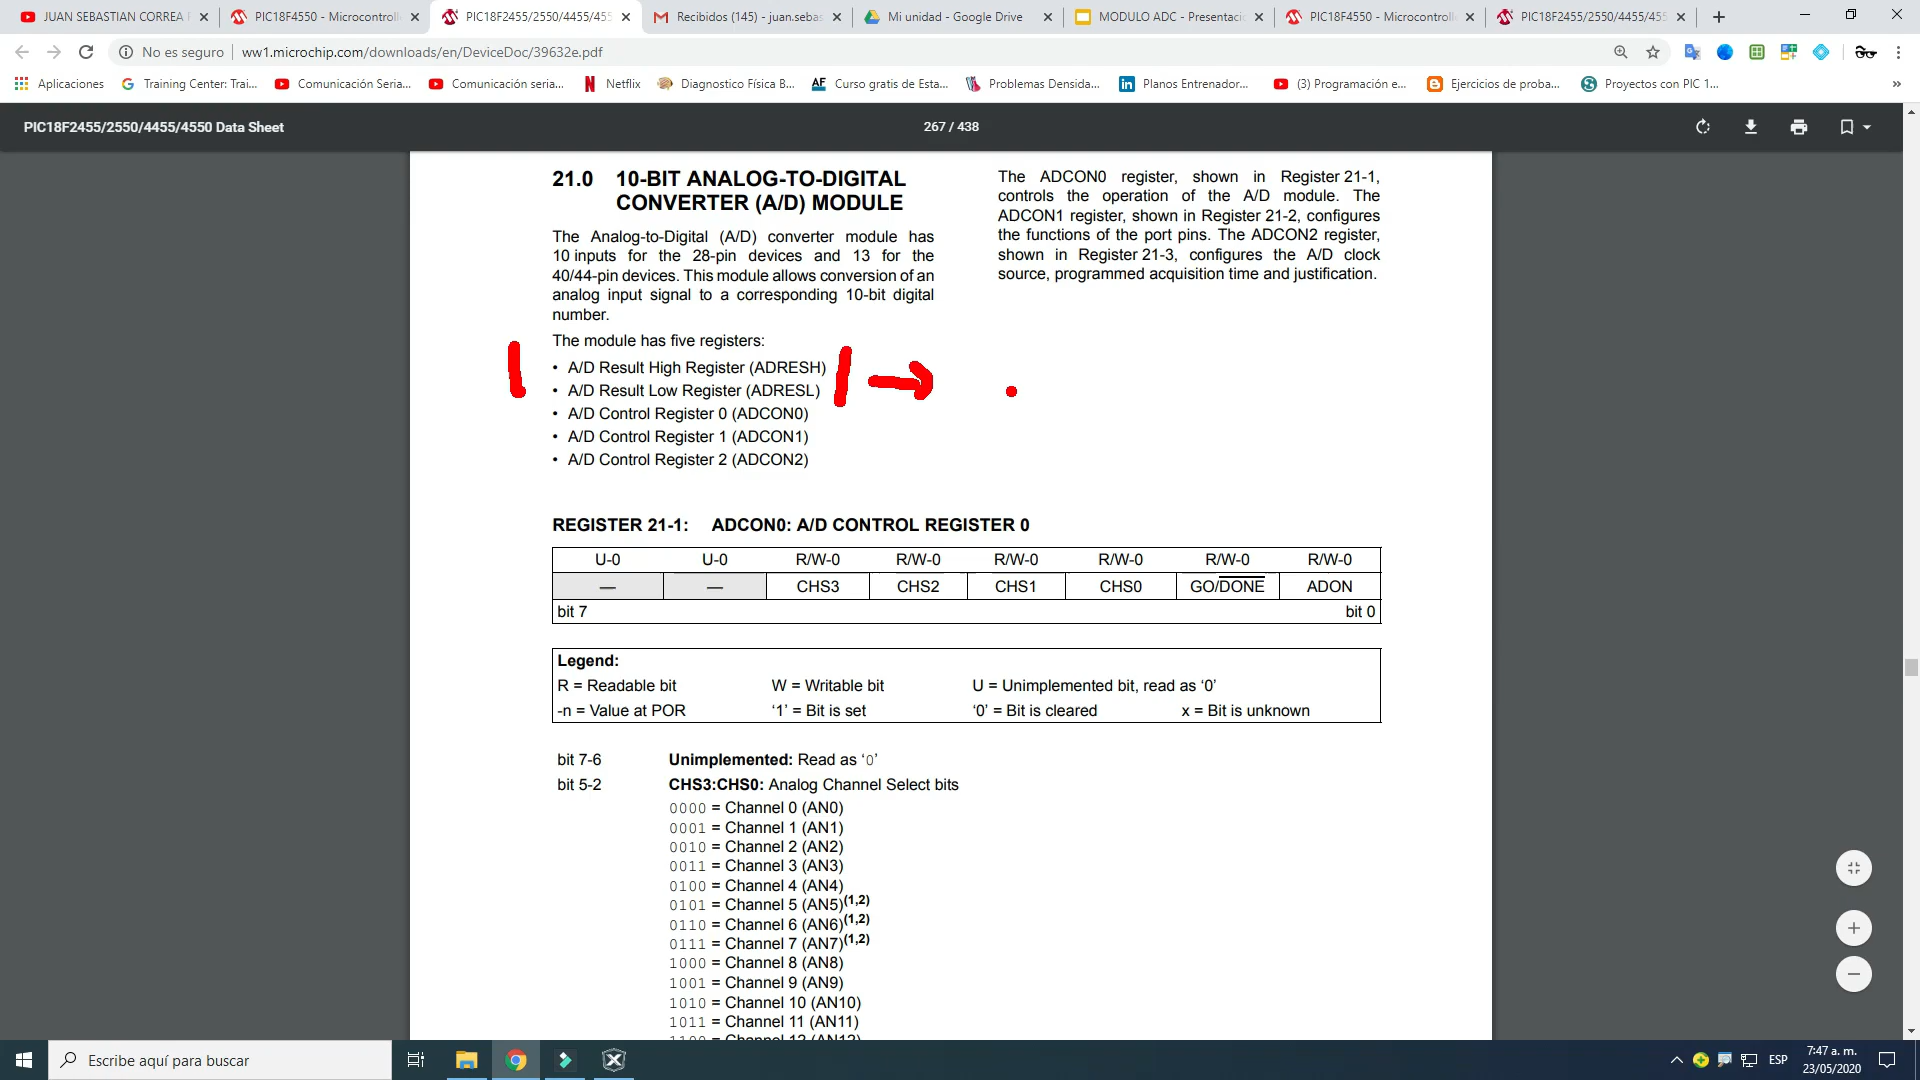 JUAN SEBASTIAN CORREA F
PIC18F4550 - Microcontrolle
PIC18F2455/2550/4455/455
Recibidos (145) - juan.sebas
Mi unidad - Google Drive
MODULO ADC - Presentaci
PIC18F4550 - Microcontrolle
PIC18F2455/2550/4455/455
No es seguro
ww1.microchip.com/downloads/en/DeviceDoc/39632e.pdf
Aplicaciones
Training Center: Trai...
Comunicación Seria...
Comunicación seria...
Netflix
Diagnostico Física B...
AF Curso gratis de Esta...
Problemas Densida...
Planos Entrenador...
(3) Programación e...
Ejercicios de proba...
Proyectos con PIC 1...
»
PIC18F2455/2550/4455/4550 Data Sheet
267 / 438
21.0 10-BIT ANALOG-TO-DIGITAL
CONVERTER (A/D) MODULE
The Analog-to-Digital (A/D) converter module has
10 inputs for the 28-pin devices and 13 for the
40/44-pin devices. This module allows conversion of an
analog input signal to a corresponding 10-bit digital
number.
The module has five registers:
• A/D Result High Register (ADRESH)
• A/D Result Low Register (ADRESL)
• A/D Control Register 0 (ADCON0)
• A/D Control Register 1 (ADCON1)
• A/D Control Register 2 (ADCON2)
The ADCON0 register, shown in Register 21-1,
controls the operation of the A/D module. The
ADCON1 register, shown in Register 21-2, configures
the functions of the port pins. The ADCON2 register,
shown in Register 21-3, configures the A/D clock
source, programmed acquisition time and justification.
REGISTER 21-1: ADCON0: A/D CONTROL REGISTER 0
U-0 U-0 R/W-0 R/W-0 R/W-0 R/W-0 R/W-0 R/W-0
— — CHS3 CHS2 CHS1 CHS0 GO/DONE ADON
bit 7 bit 0
Legend:
R = Readable bit W = Writable bit U = Unimplemented bit, read as ‘0’
-n = Value at POR ‘1’ = Bit is set ‘0’ = Bit is cleared x = Bit is unknown
bit 7-6 Unimplemented: Read as ‘0’
bit 5-2 CHS3:CHS0: Analog Channel Select bits
0000 = Channel 0 (AN0)
0001 = Channel 1 (AN1)
0010 = Channel 2 (AN2)
0011 = Channel 3 (AN3)
0100 = Channel 4 (AN4)
0101 = Channel 5 (AN5)(1,2)
0110 = Channel 6 (AN6)(1,2)
0111 = Channel 7 (AN7)(1,2)
1000 = Channel 8 (AN8)
1001 = Channel 9 (AN9)
1010 = Channel 10 (AN10)
1011 = Channel 11 (AN11)
1100 = Channel 12 (AN12)
Escribe aquí para buscar
ESP
7:47 a. m.
23/05/2020